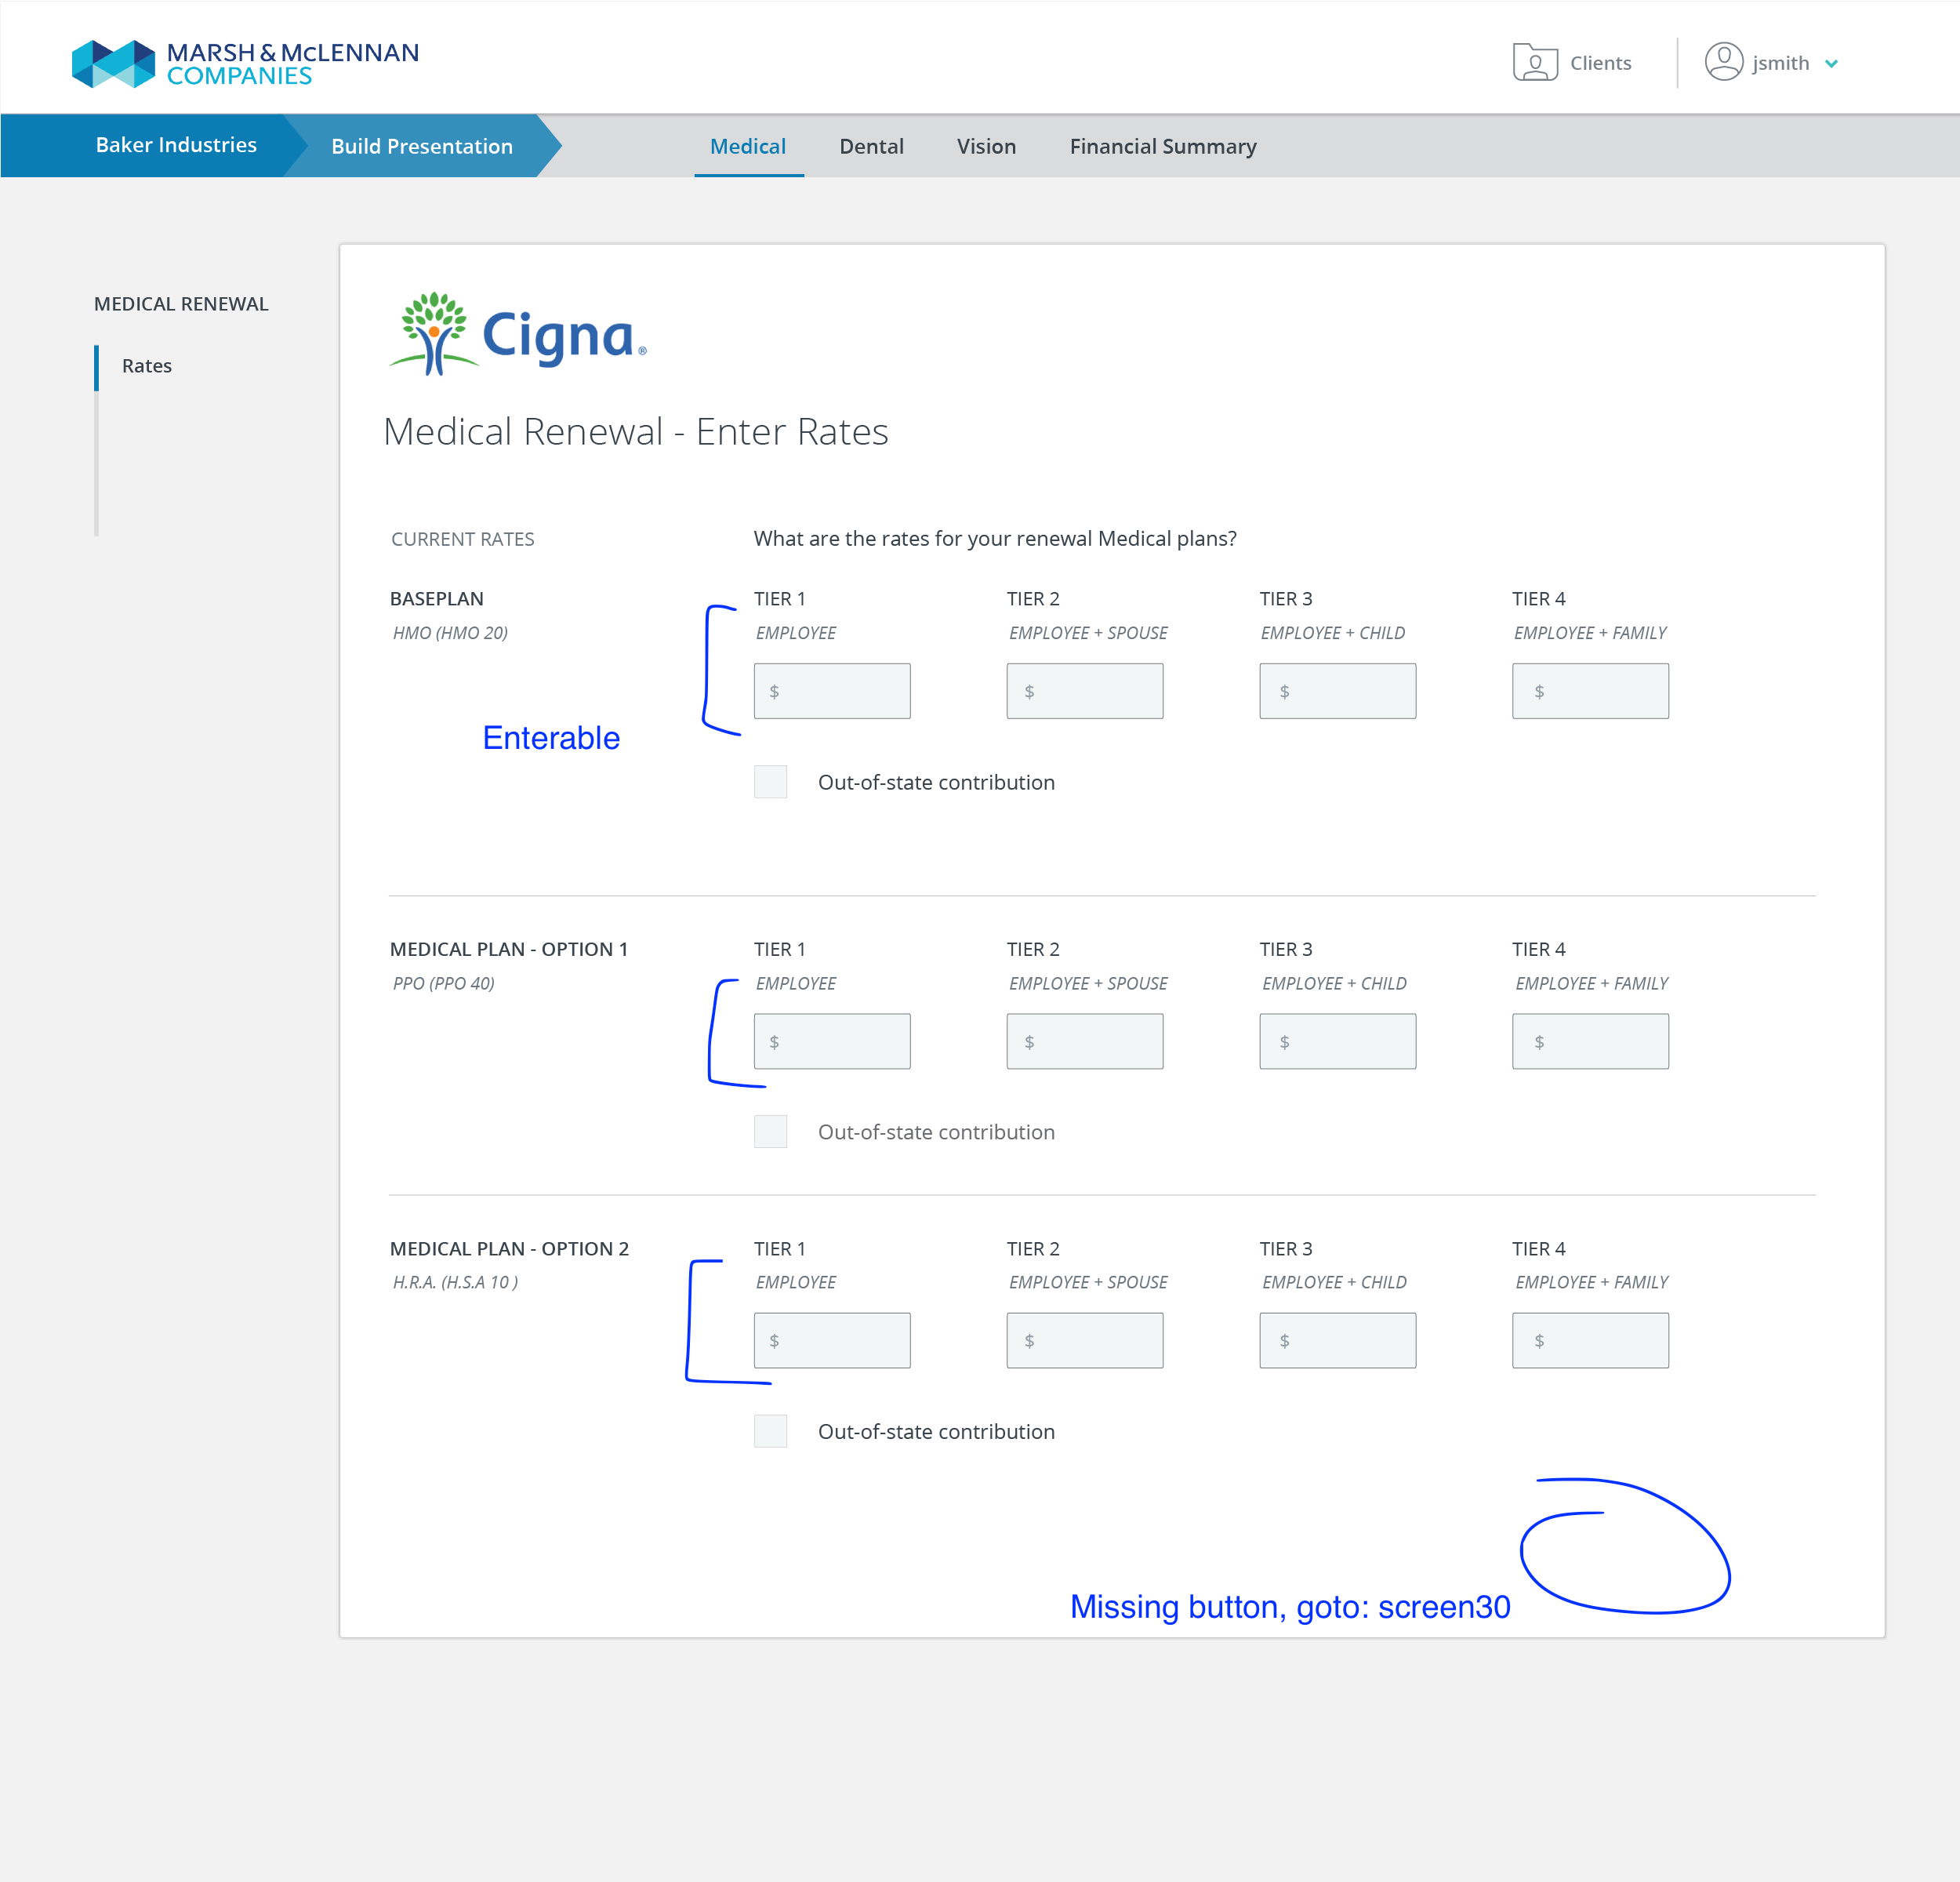 MARSH & McLENNAN
COMPANIES
Clients
jsmith
Baker Industries
Build Presentation
Medical
Dental
Vision
Financial Summary
MEDICAL RENEWAL
Rates
Cigna®
Medical Renewal - Enter Rates
CURRENT RATES
What are the rates for your renewal Medical plans?
BASEPLAN
TIER 1
TIER 2
TIER 3
TIER 4
HMO (HMO 20)
EMPLOYEE
EMPLOYEE + SPOUSE
EMPLOYEE + CHILD
EMPLOYEE + FAMILY
$
$
$
$
Enterable
Out-of-state contribution
MEDICAL PLAN - OPTION 1
TIER 1
TIER 2
TIER 3
TIER 4
PPO (PPO 40)
EMPLOYEE
EMPLOYEE + SPOUSE
EMPLOYEE + CHILD
EMPLOYEE + FAMILY
$
$
$
$
Out-of-state contribution
MEDICAL PLAN - OPTION 2
TIER 1
TIER 2
TIER 3
TIER 4
H.R.A. (H.S.A 10 )
EMPLOYEE
EMPLOYEE + SPOUSE
EMPLOYEE + CHILD
EMPLOYEE + FAMILY
$
$
$
$
Out-of-state contribution
Missing button, goto: screen30